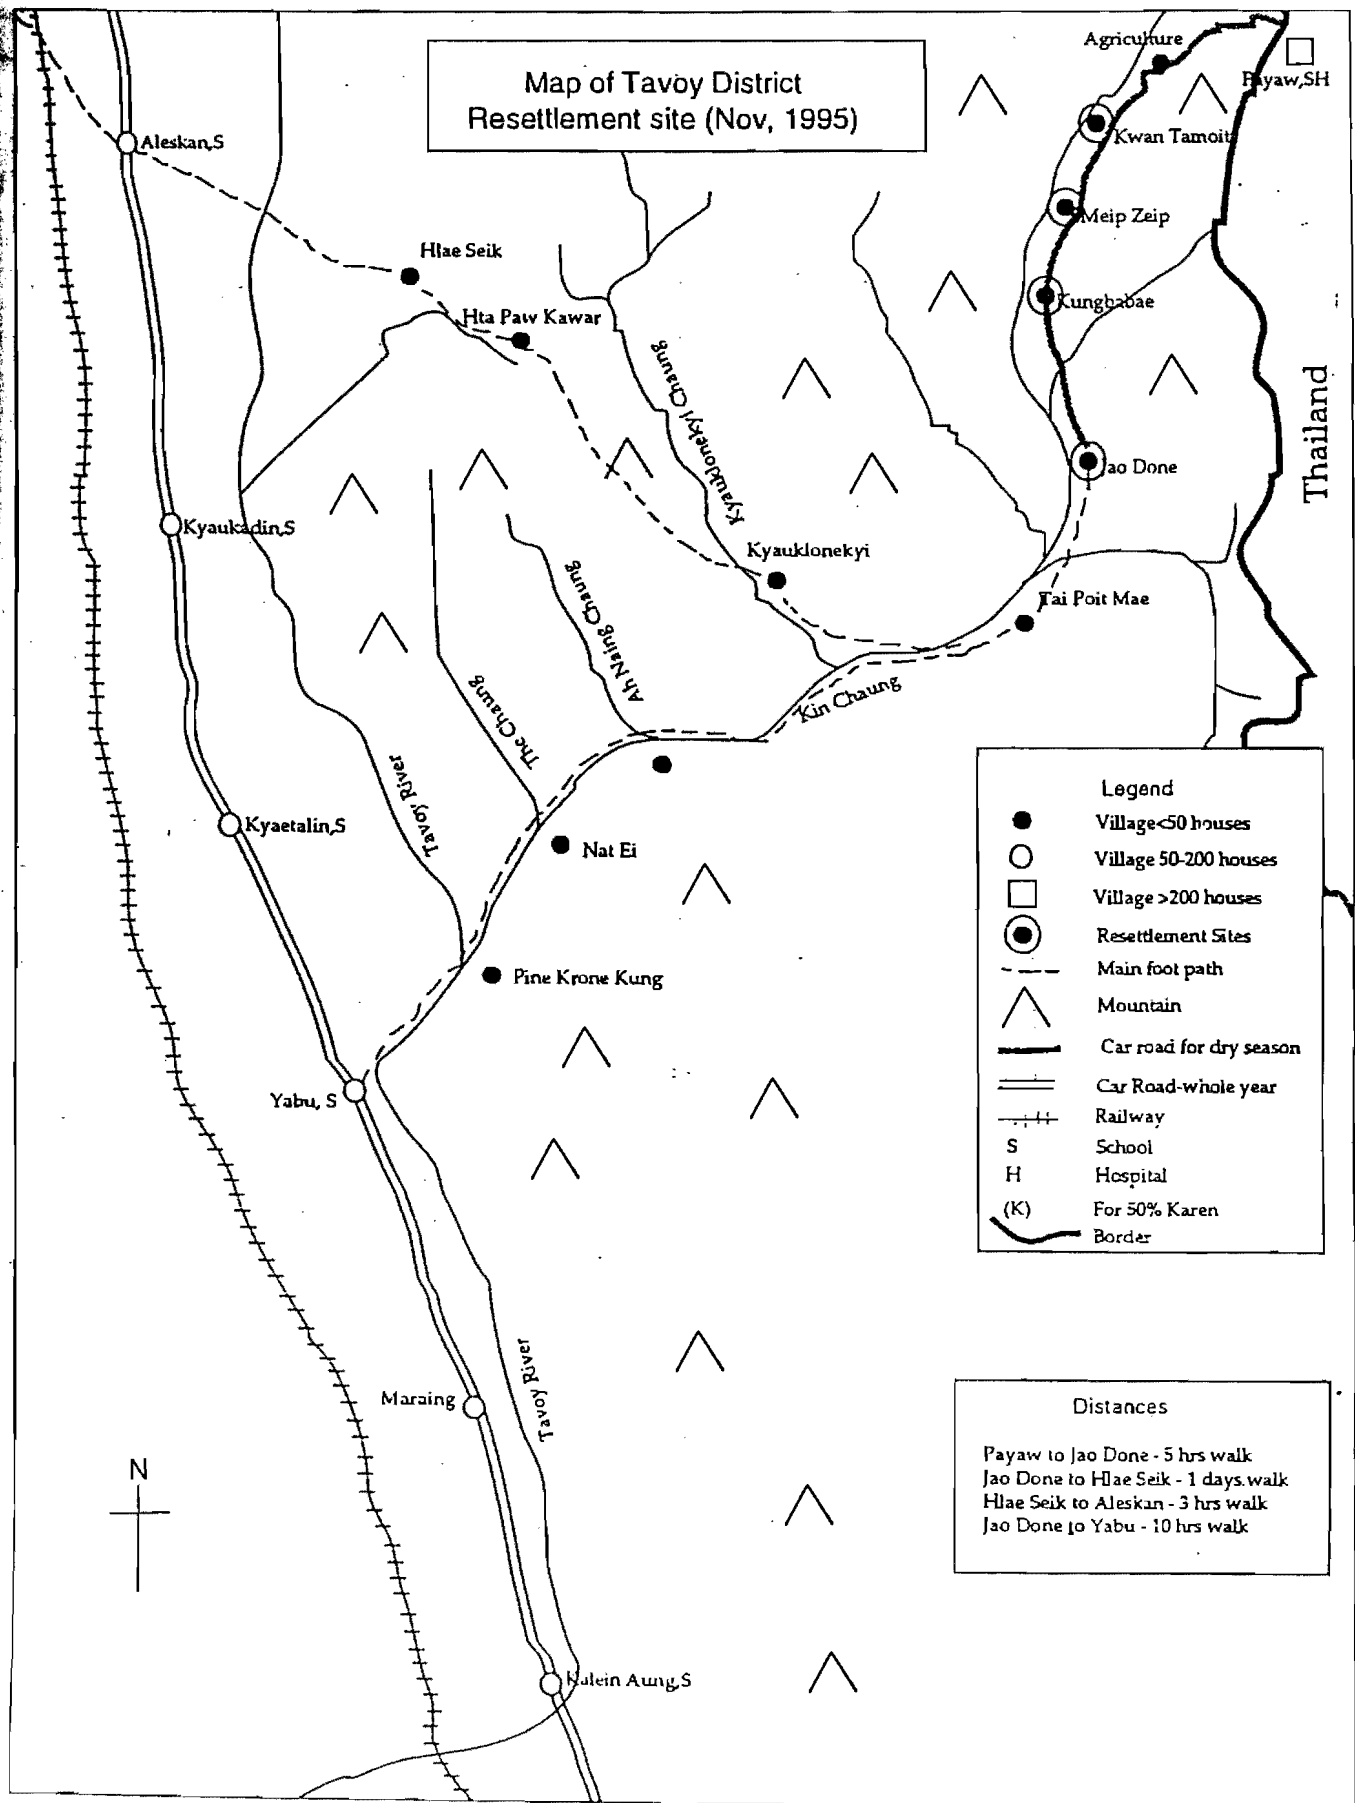 Map of Tavoy District
Resettlement site (Nov, 1995)
Agriculture
Payaw,SH
Kwan Tamoit
Aleskan,S
Meip Zeip
Hlae Seik
Kungbabae
Hta Paw Kawar
Kyauklonekyi Chaung
Thailand
Jao Done
Kyaukadin,S
Kyauklonekyi
Ah Naing Chaung
Tai Poit Mae
The Chaung
Kin Chaung
Tavoy River
Kyaetalin,S
Nat Ei
Pine Krone Kung
Yabu, S
Legend
Village<50 houses
Village 50-200 houses
Village >200 houses
Resettlement Sites
Main foot path
Mountain
Car road for dry season
Car Road-whole year
Railway
S School
H Hospital
(K) For 50% Karen
Border
Tavoy River
Maraing
N
Kalein Aung,S
Distances
Payaw to Jao Done - 5 hrs walk
Jao Done to Hlae Seik - 1 days.walk
Hlae Seik to Aleskan - 3 hrs walk
Jao Done to Yabu - 10 hrs walk